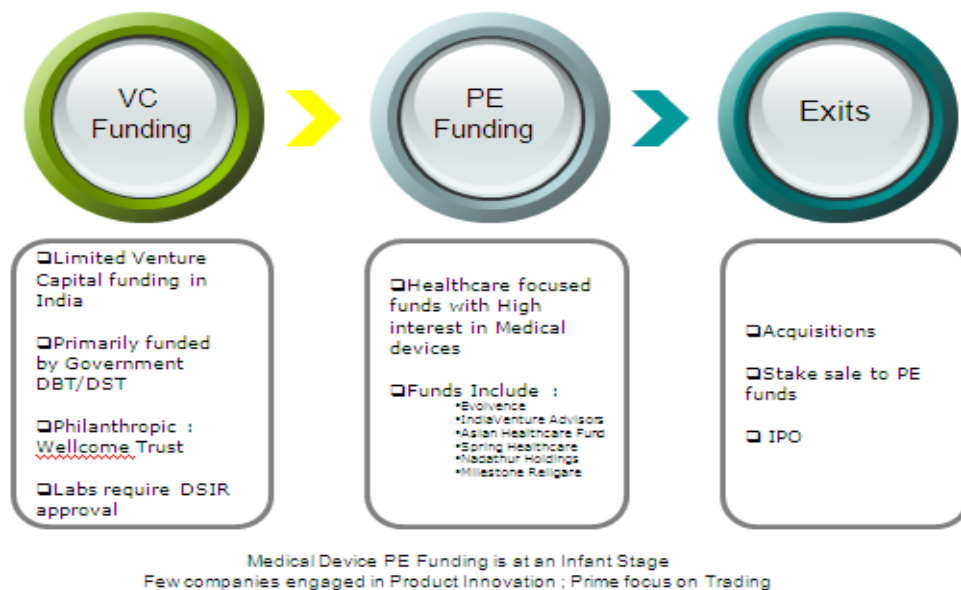 VC
Funding
PE
Funding
Exits
❑Limited Venture
Capital funding in
India
❑Primarily funded
by Government
DBT/DST
❑Philanthropic :
Wellcome Trust
❑Labs require DSIR
approval
❑Healthcare focused
funds with High
interest in Medical
devices
❑Funds Include :
•Evolvence
•IndiaVenture Advisors
•Asian Healthcare Fund
•Spring Healthcare
•Nadathur Holdings
•Milestone Religare
❑Acquisitions
❑Stake sale to PE
funds
❑ IPO
Medical Device PE Funding is at an Infant Stage
Few companies engaged in Product Innovation ; Prime focus on Trading